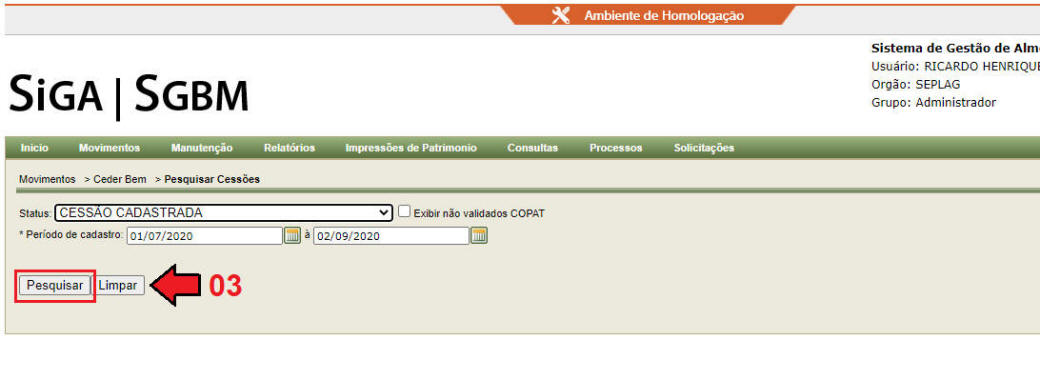 Ambiente de Homologação
Sistema de Gestão de Alm
Usuário: RICARDO HENRIQUE
Orgão: SEPLAG
Grupo: Administrador
SIGA | SGBM
Inicio Movimentos Manutenção Relatórios Impressões de Patrimonio Consultas Processos Solicitações
Movimentos > Ceder Bem > Pesquisar Cessões
Status: CESSÃO CADASTRADA Exibir não validados COPAT
* Período de cadastro: 01/07/2020 à 02/09/2020
Pesquisar Limpar 03